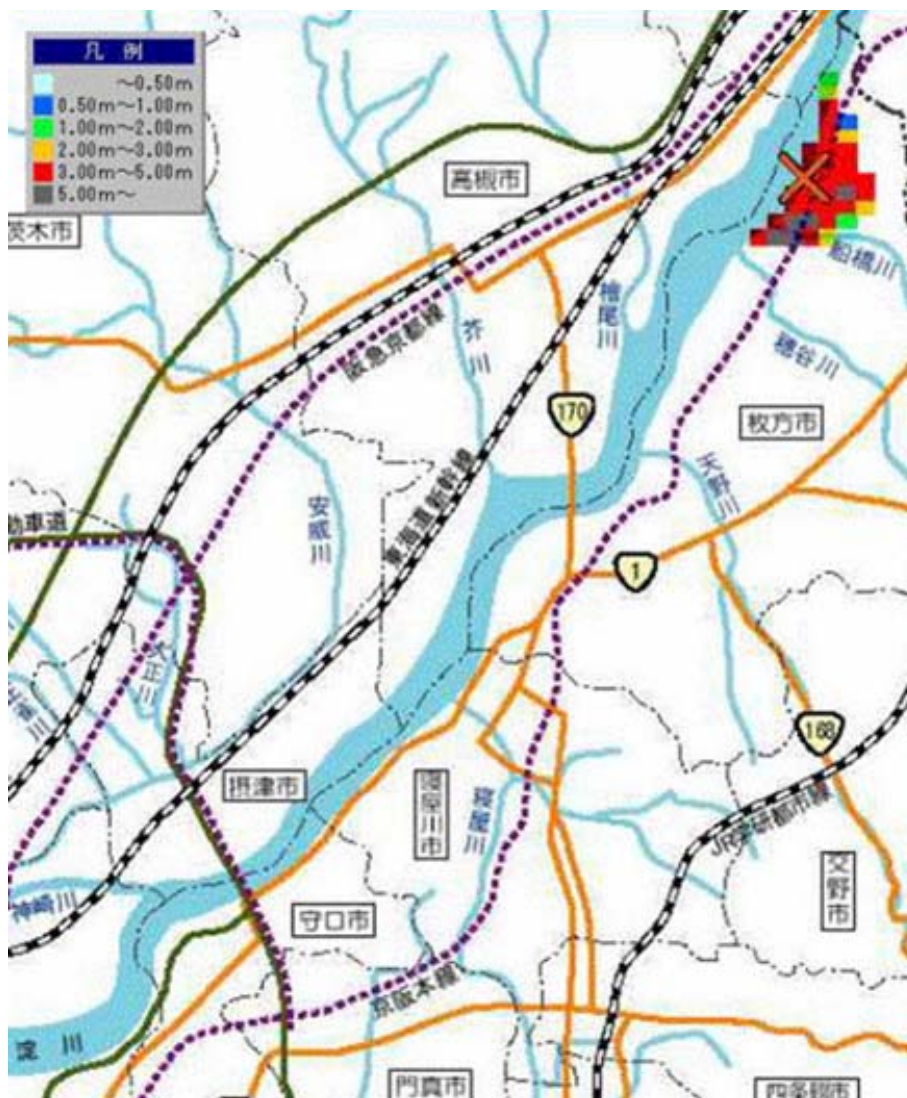 凡例
～0.50m
0.50m～1.00m
1.00m～2.00m
2.00m～3.00m
3.00m～5.00m
5.00m～
高槻市
茨木市
船橋川
檜尾川
芥川
阪急京都線
穂谷川
170
枚方市
天野川
東海道新幹線
安威川
動車道
1
大正川
168
摂津市
寝屋川市
寝屋川
JR学研都市線
交野市
神崎川
守口市
京阪本線
淀川
門真市
四条畷市